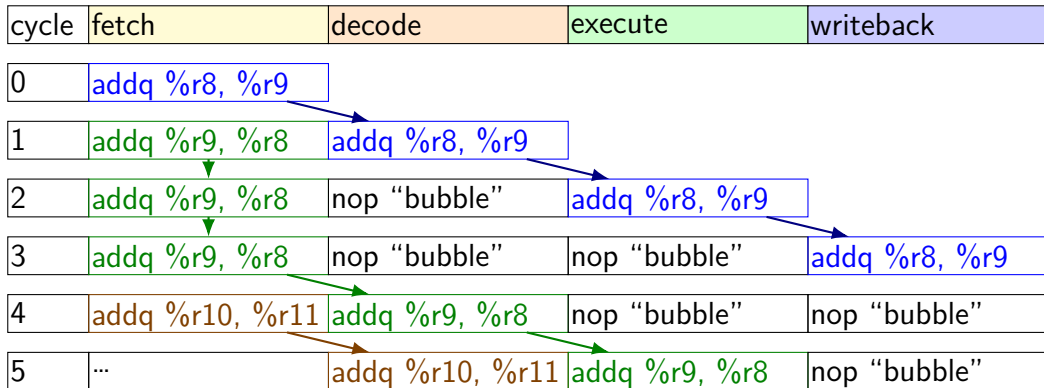 cycle fetch decode execute writeback
0 addq %r8, %r9
1 addq %r9, %r8 addq %r8, %r9
2 addq %r9, %r8 nop “bubble” addq %r8, %r9
3 addq %r9, %r8 nop “bubble” nop “bubble” addq %r8, %r9
4 addq %r10, %r11 addq %r9, %r8 nop “bubble” nop “bubble”
5 ... addq %r10, %r11 addq %r9, %r8 nop “bubble”